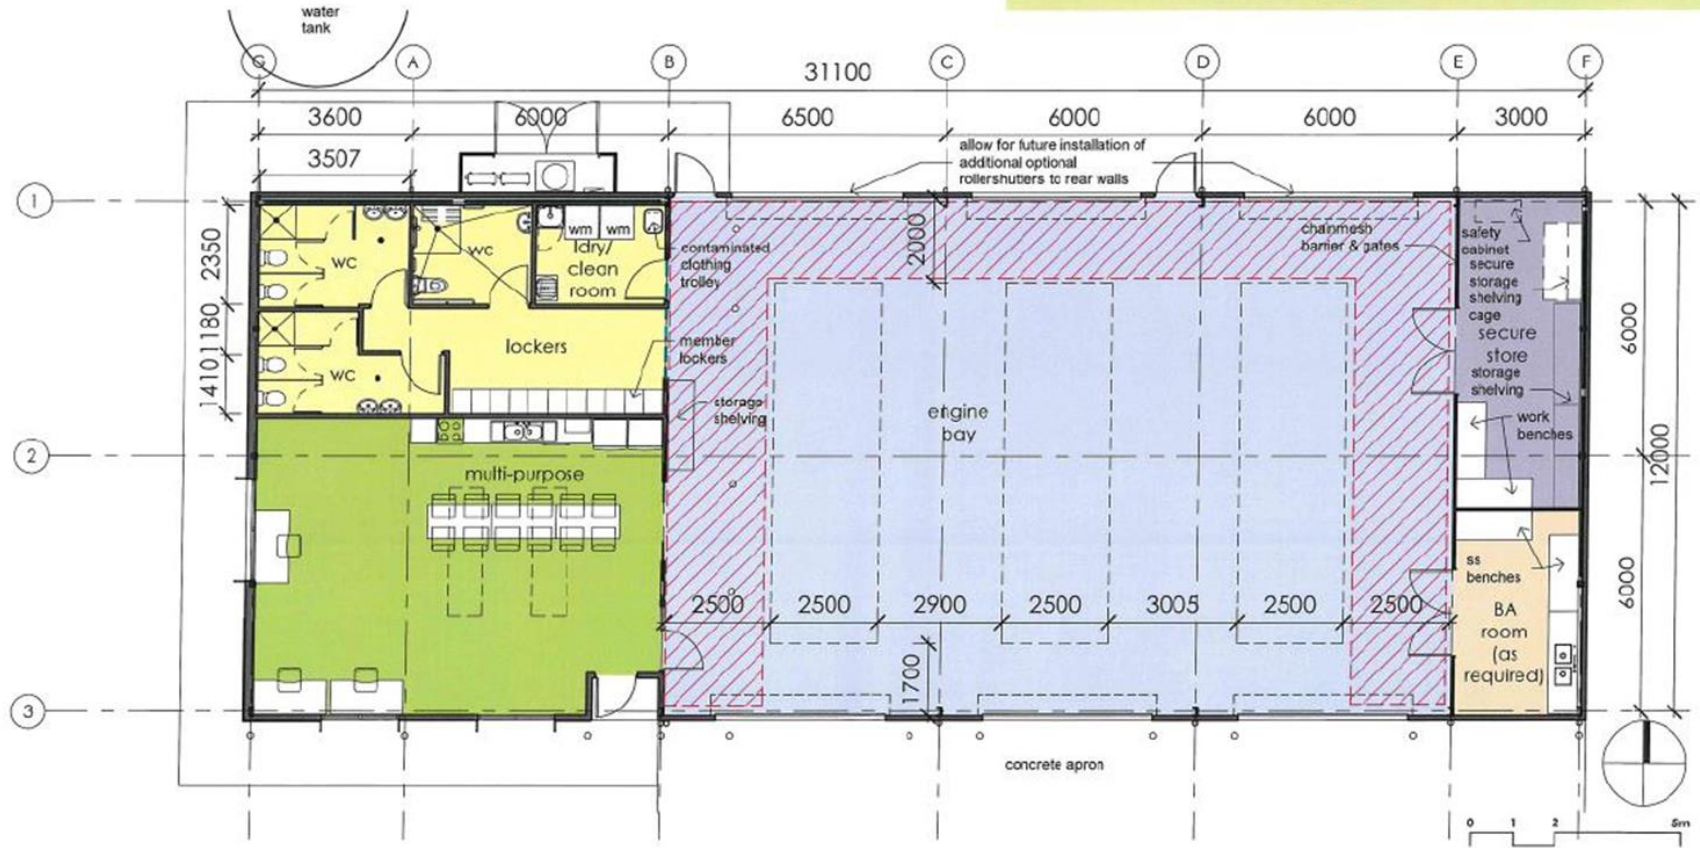 water
tank
G
A
B
C
D
E
F
31100
3600
6000
6500
6000
6000
3000
3507
allow for future installation of
additional optional
rollershutters to rear walls
1
2350
1180
1410
2
3
wc
wc
wm
wm
ldry/
clean
room
wc
lockers
contaminated
clothing
trolley
member
lockers
storage
shelving
2000
chainmesh
barrier & gates
safety
cabinet
secure
storage
shelving
cage
secure
store
storage
shelving
work
benches
6000
12000
6000
engine
bay
multi-purpose
2500
2500
2900
2500
3005
2500
2500
1700
ss
benches
BA
room
(as
required)
concrete apron
0 1 2 5m